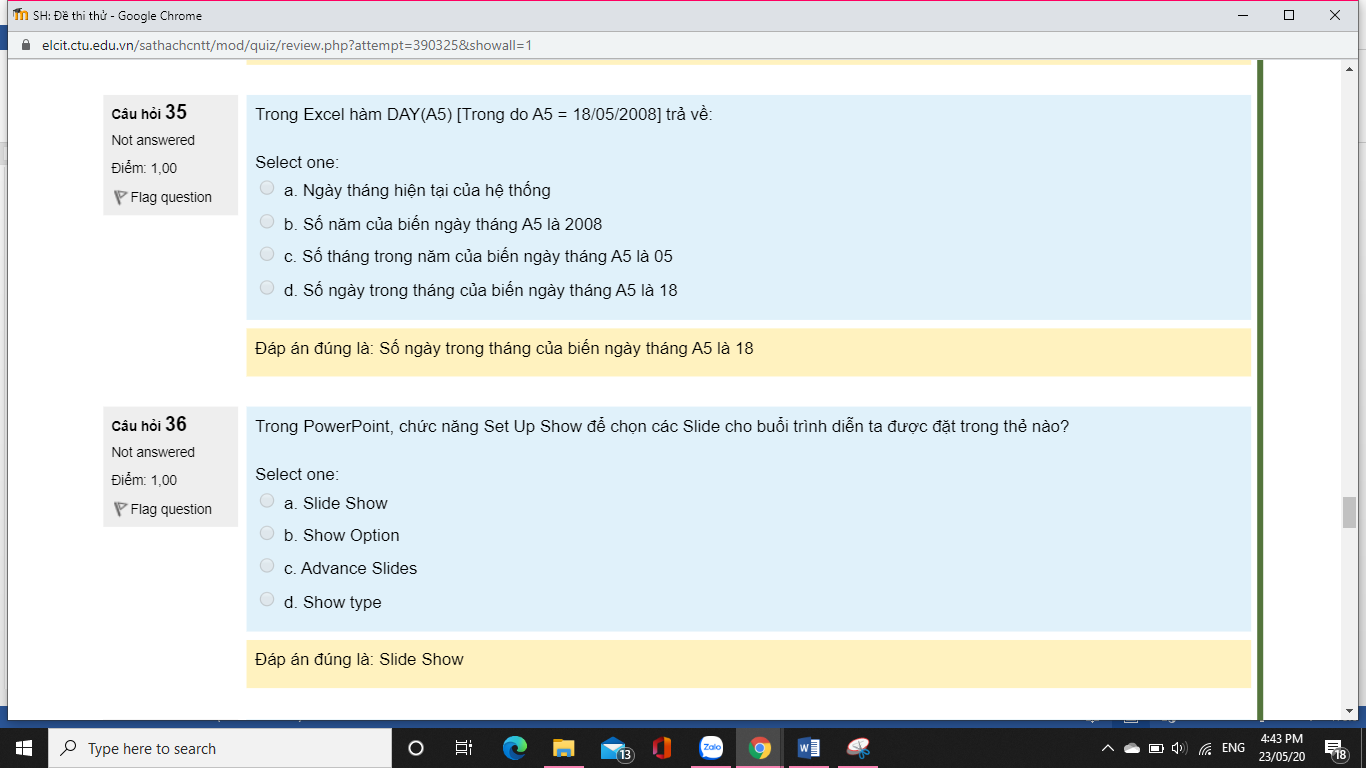 SH: Đề thi thử - Google Chrome
elcit.ctu.edu.vn/sathachcntt/mod/quiz/review.php?attempt=390325&showall=1
Câu hỏi 35
Not answered
Điểm: 1,00
Flag question
Trong Excel hàm DAY(A5) [Trong do A5 = 18/05/2008] trả về:
Select one:
a. Ngày tháng hiện tại của hệ thống
b. Số năm của biến ngày tháng A5 là 2008
c. Số tháng trong năm của biến ngày tháng A5 là 05
d. Số ngày trong tháng của biến ngày tháng A5 là 18
Đáp án đúng là: Số ngày trong tháng của biến ngày tháng A5 là 18
Câu hỏi 36
Not answered
Điểm: 1,00
Flag question
Trong PowerPoint, chức năng Set Up Show để chọn các Slide cho buổi trình diễn ta được đặt trong thẻ nào?
Select one:
a. Slide Show
b. Show Option
c. Advance Slides
d. Show type
Đáp án đúng là: Slide Show
Type here to search
13
Zalo
ENG
4:43 PM
23/05/20
18